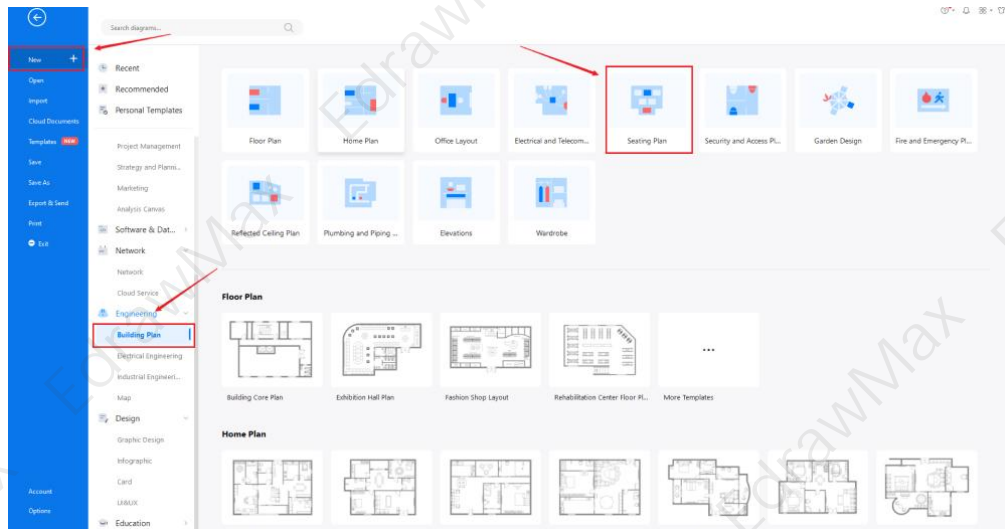 Search diagrams...
New +
Open
Import
Cloud Documents
Templates NEW
Save
Save As
Export & Send
Print
Exit
Account
Options
Recent
Recommended
Personal Templates
Project Management
Strategy and Planni...
Marketing
Analysis Canvas
Software & Dat...
Network
Network
Cloud Service
Engineering
Building Plan
Electrical Engineering
Industrial Engineeri...
Map
Design
Graphic Design
Infographic
Card
UI&UX
Education
Floor Plan
Home Plan
Office Layout
Electrical and Telecom...
Seating Plan
Security and Access Pl...
Garden Design
Fire and Emergency Pl...
Reflected Ceiling Plan
Plumbing and Piping ...
Elevations
Wardrobe
Floor Plan
Building Core Plan
Exhibition Hall Plan
Fashion Shop Layout
Rehabilitation Center Floor Pl...
...
More Templates
Home Plan
EdrawMax
EdrawMax
EdrawMax